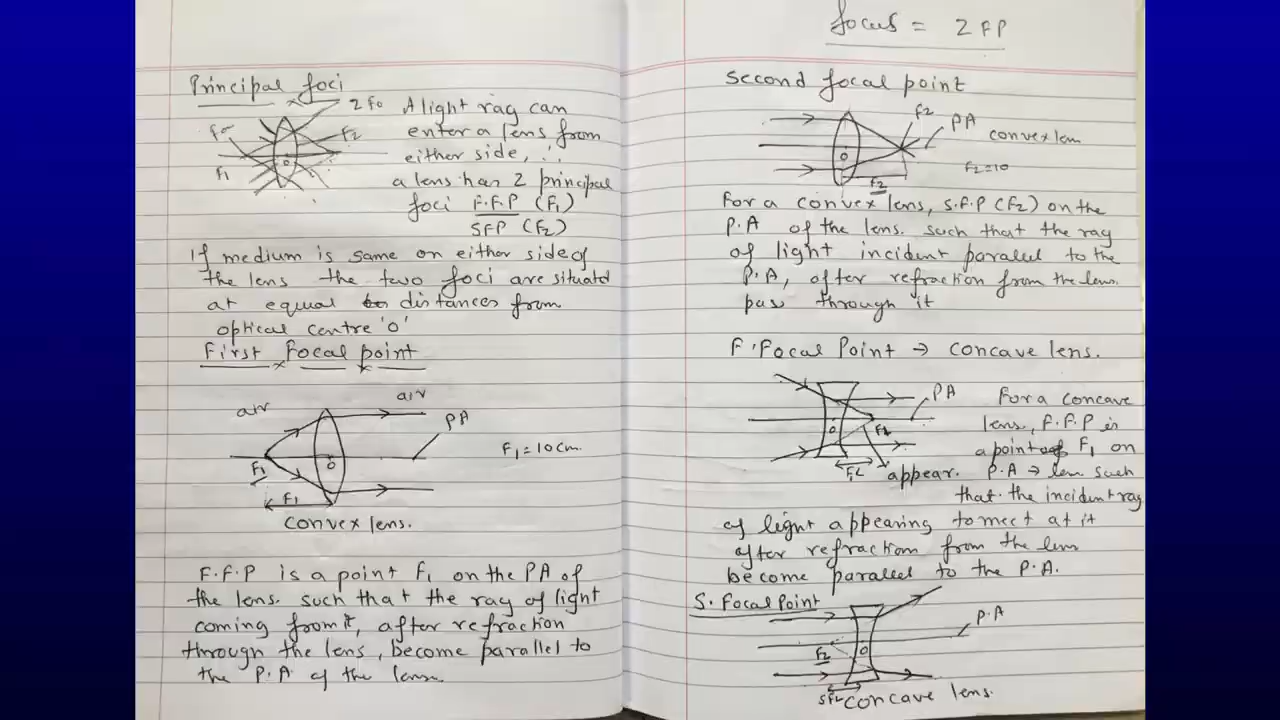 Principal foci
2 Fo
F2
F1
O
A light ray can
enter a lens from
either side, ∴
a lens has 2 principal
foci F.F.P (F1)
SFP (F2)
If medium is same on either side of
the lens the two foci are situated
at equal distances from
optical centre 'O'
First Focal point
air
air
PA
F1 = 10cm.
F1
O
F1
convex lens.
F.F.P is a point F1 on the PA of
the lens. such that the ray of light
coming from it, after refraction
through the lens, become parallel to
the P.A of the lens.
focus = 2 FP
Second focal point
F2
PA
convex lens
O
F2=10
F2
For a convex lens, S.F.P (F2) on the
P.A of the lens. such that the ray
of light incident parallel to the
P.A, after refraction from the lens
pass through it
F. Focal Point → concave lens.
PA
O
appear.
For a concave
lens, F.F.P is
a point of F1 on
P.A → lens such
that the incident ray
of light appearing to meet at it
after refraction from the lens
become parallel to the P.A.
S. Focal Point
P.A
F2
O
concave lens.